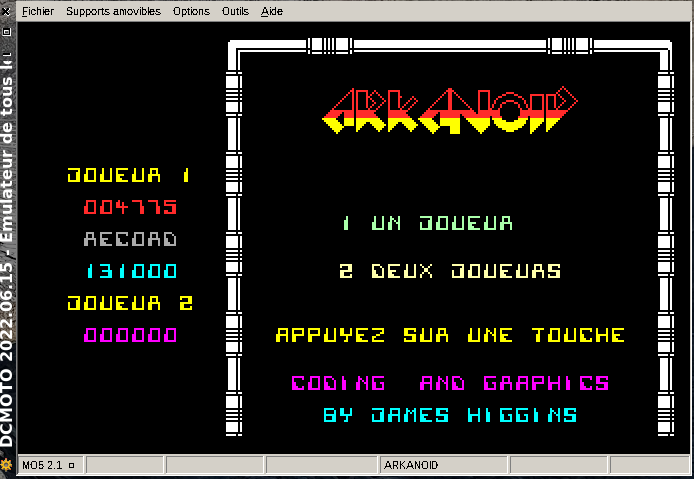 Fichier Supports amovibles Options Outils Aide
DCMOTO 2022.06.15 - Emulateur de tous
ARKANOID
JOUEUR 1
004775
RECORD
131000
JOUEUR 2
000000
1 UN JOUEUR
2 DEUX JOUEURS
APPUYEZ SUR UNE TOUCHE
CODING AND GRAPHICS
BY JAMES HIGGINS
MO5 2.1
ARKANOID